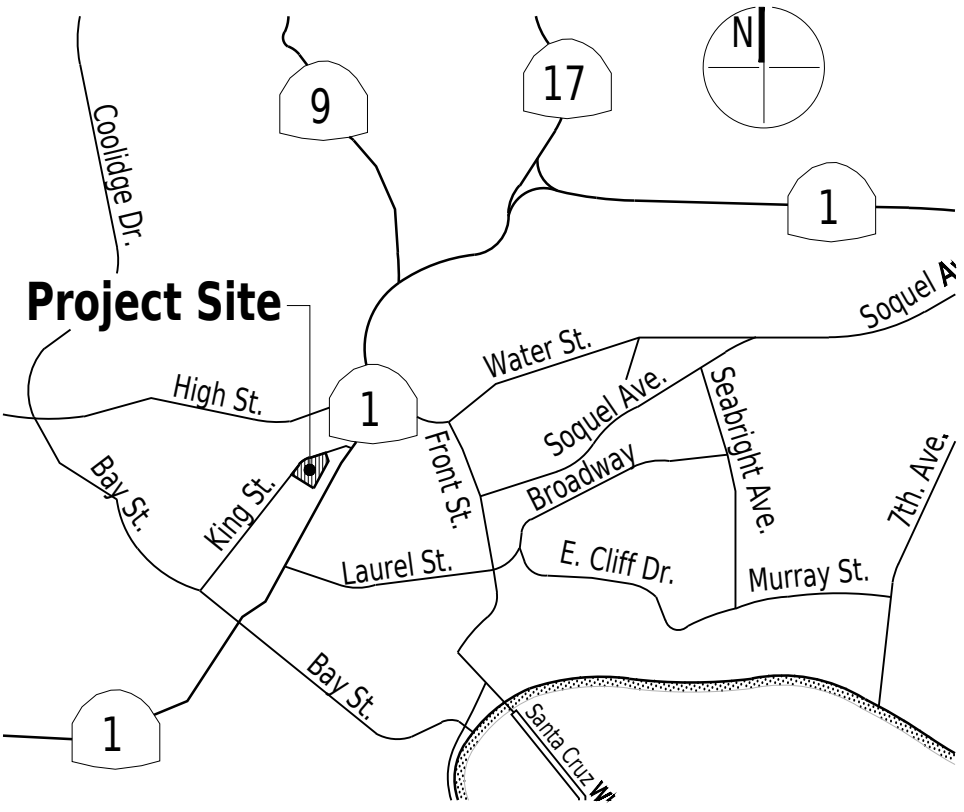 N
9
17
1
Coolidge Dr.
Project Site
Soquel Av
Water St.
High St.
1
Soquel Ave.
Seabright Ave.
Front St.
Broadway
7th. Ave.
Bay St.
King St.
Laurel St.
E. Cliff Dr.
Murray St.
Bay St.
1
Santa Cruz